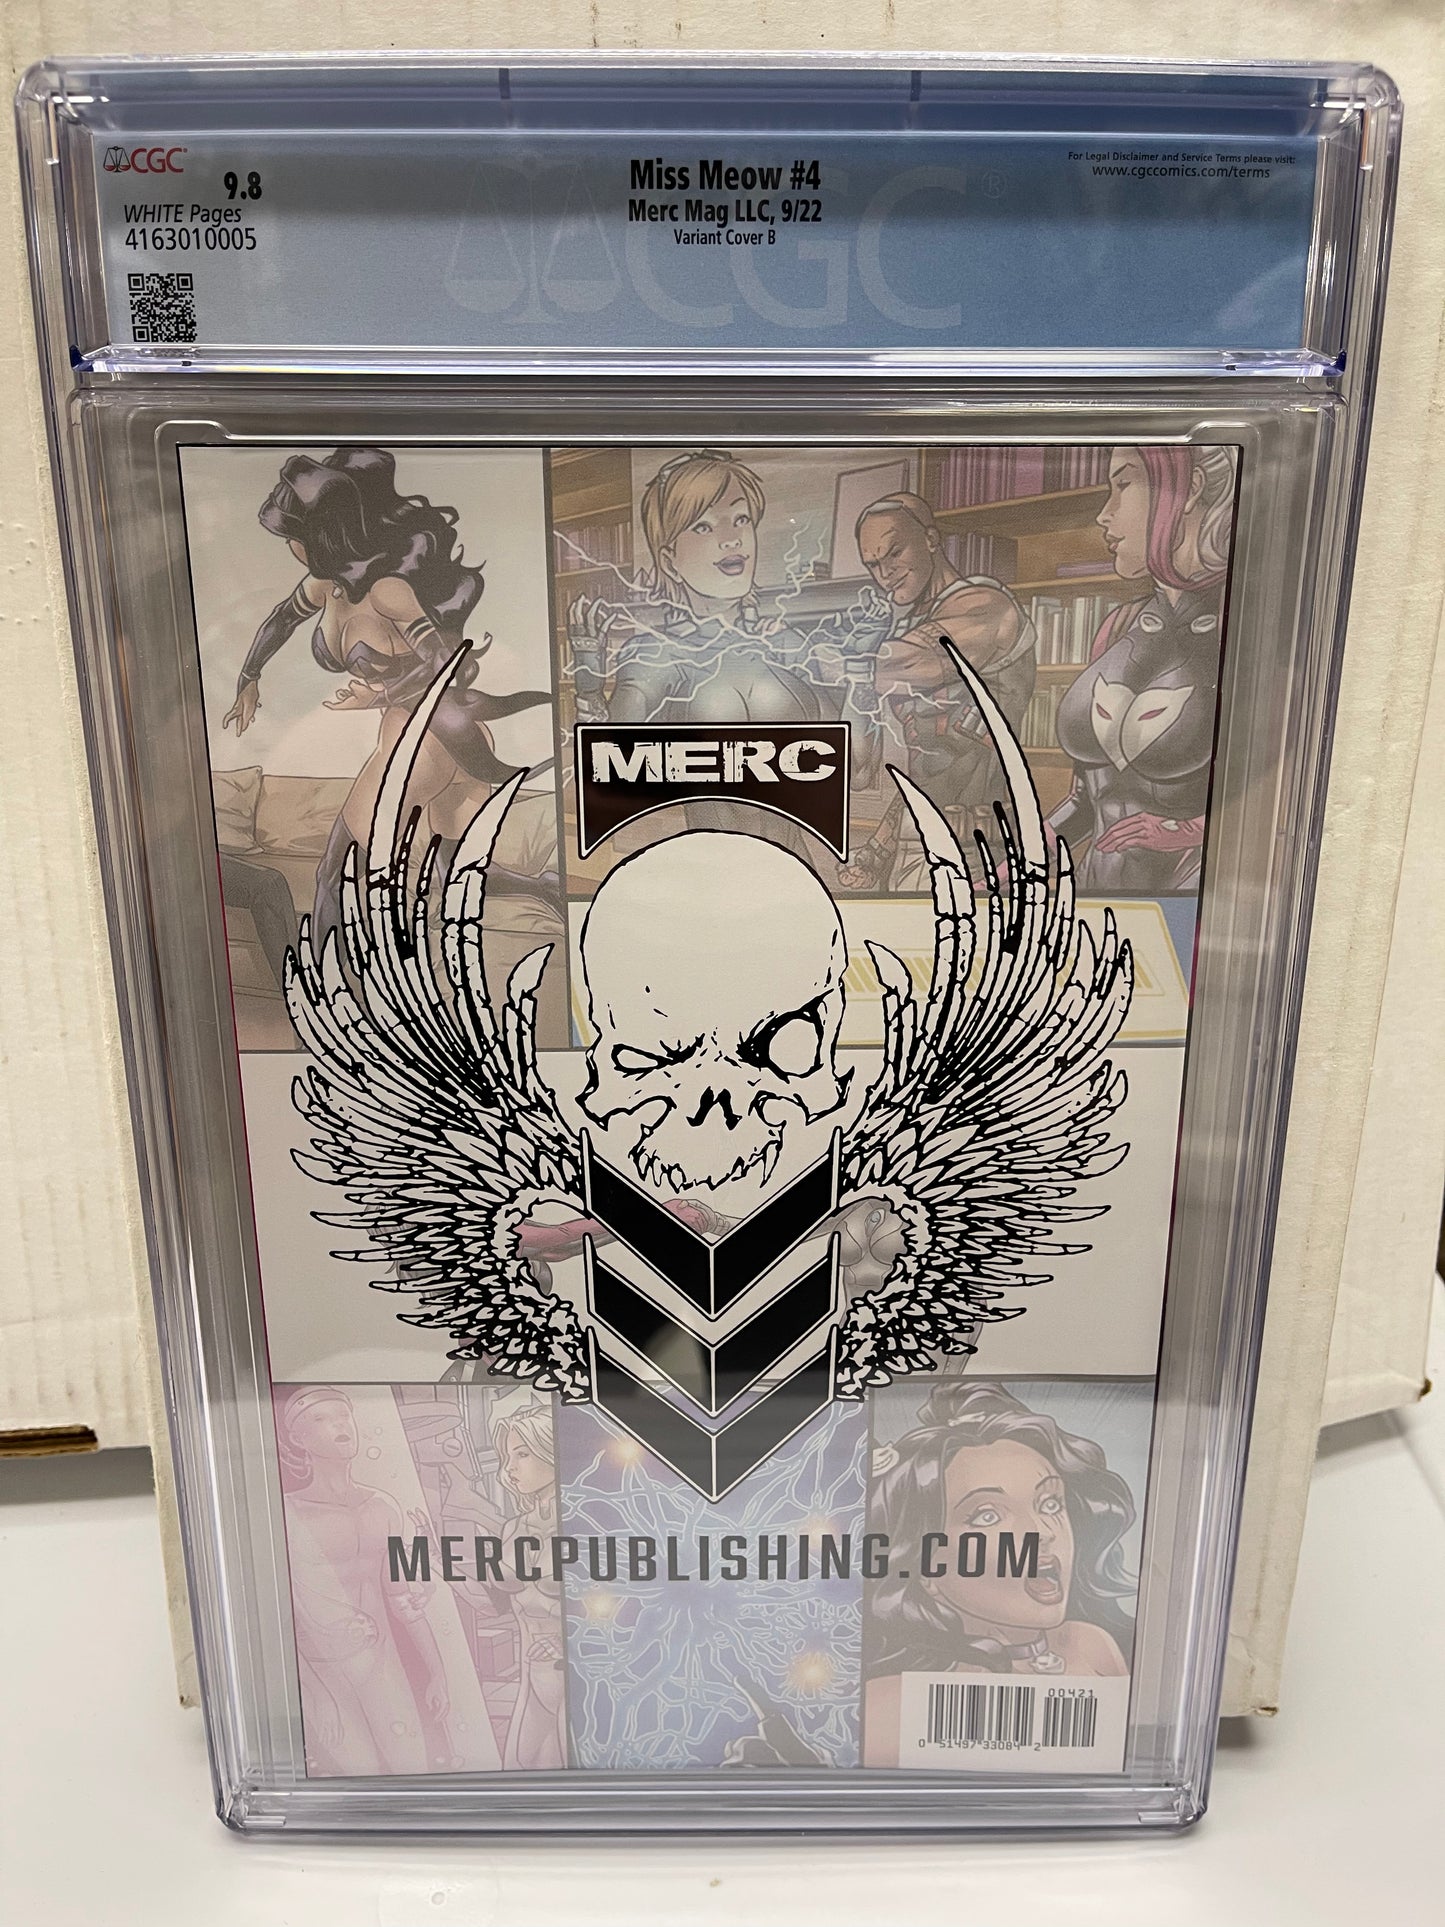 CGC
9.8
WHITE Pages
4163010005
Miss Meow #4
Merc Mag LLC, 9/22
Variant Cover B
For Legal Disclaimer and Service Terms please visit:
www.cgccomics.com/terms
CGC
MERC
MERCPUBLISHING.COM
00421
0 51497 33084 2